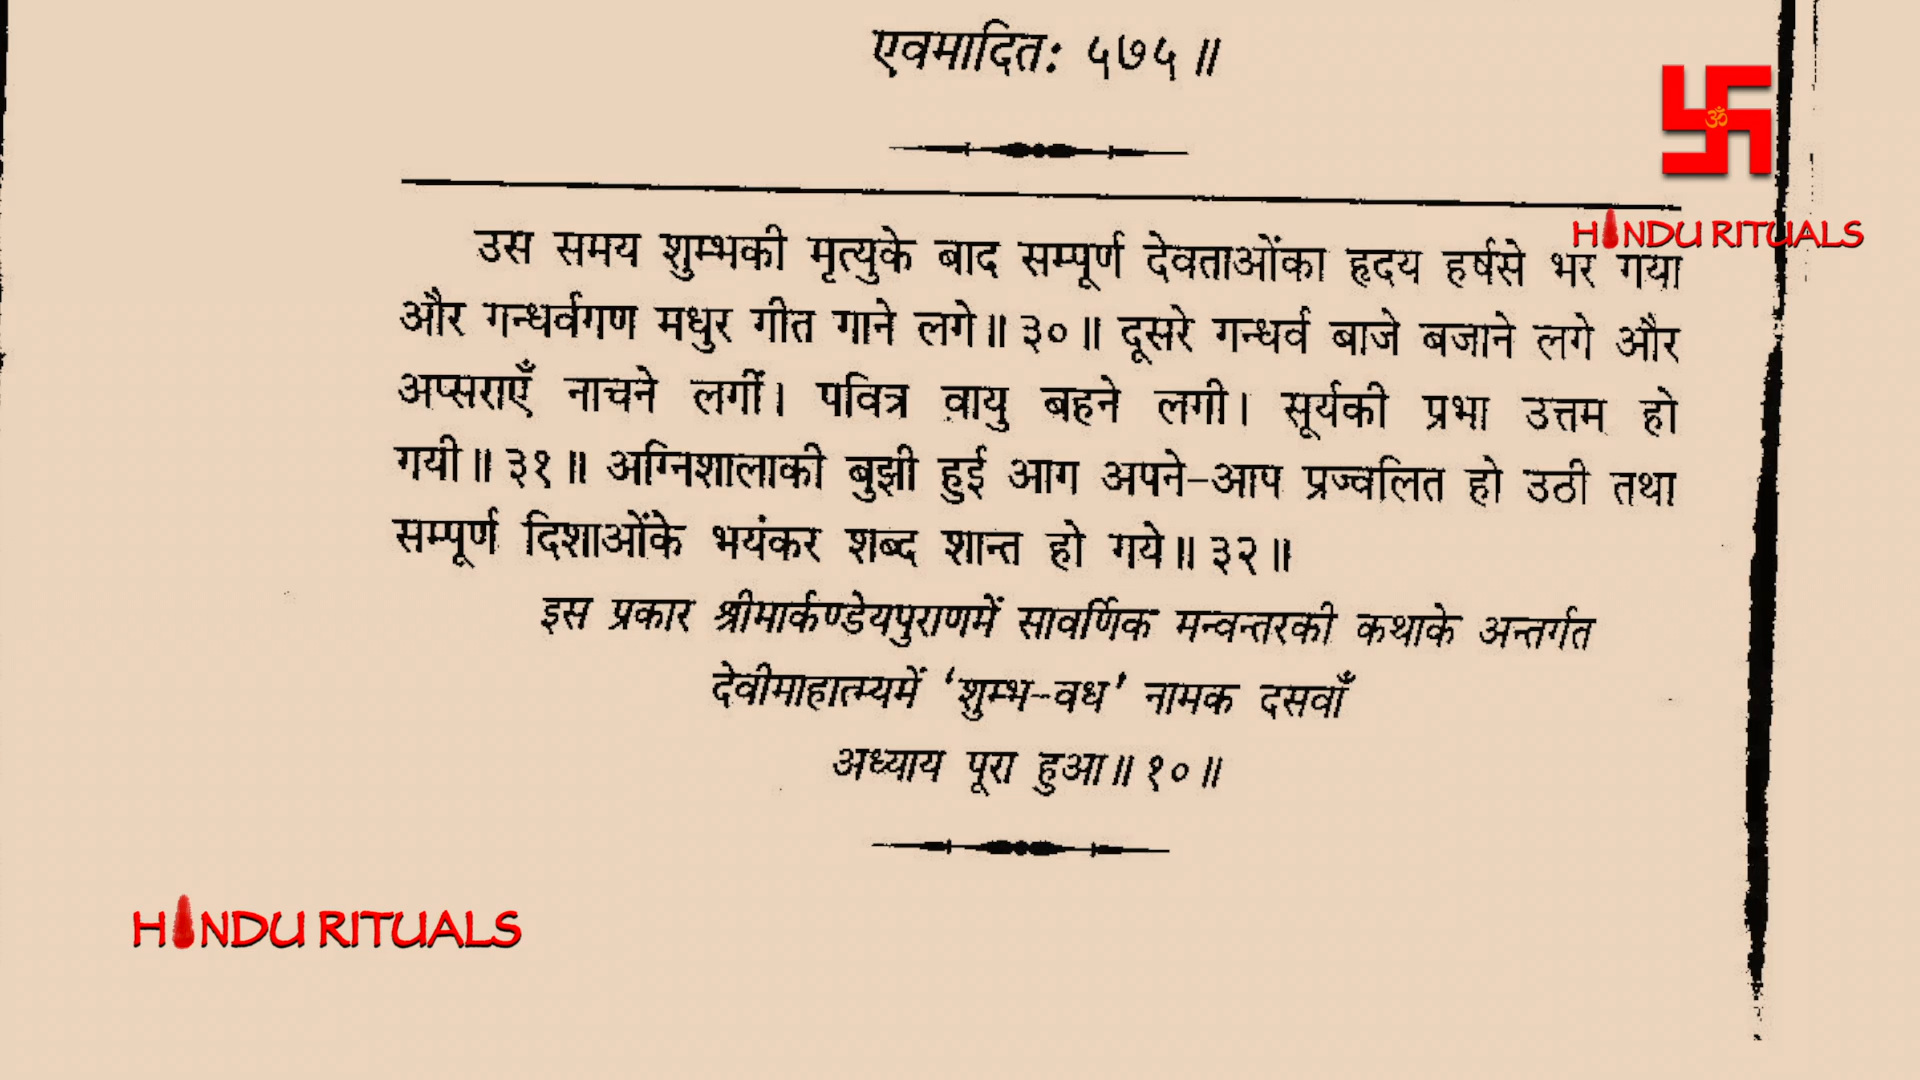 एवमादितः ५७५॥
ॐ
HINDU RITUALS
उस समय शुम्भकी मृत्युके बाद सम्पूर्ण देवताओंका हृदय हर्षसे भर गया
और गन्धर्वगण मधुर गीत गाने लगे॥ ३०॥ दूसरे गन्धर्व बाजे बजाने लगे और
अप्सराएँ नाचने लगीं। पवित्र वायु बहने लगी। सूर्यकी प्रभा उत्तम हो
गयी॥ ३१॥ अग्निशालाकी बुझी हुई आग अपने-आप प्रज्वलित हो उठी तथा
सम्पूर्ण दिशाओंके भयंकर शब्द शान्त हो गये॥ ३२॥
इस प्रकार श्रीमार्कण्डेयपुराणमें सावर्णिक मन्वन्तरकी कथाके अन्तर्गत
देवीमाहात्म्यमें ‘शुम्भ-वध’ नामक दसवाँ
अध्याय पूरा हुआ॥ १०॥
HINDU RITUALS